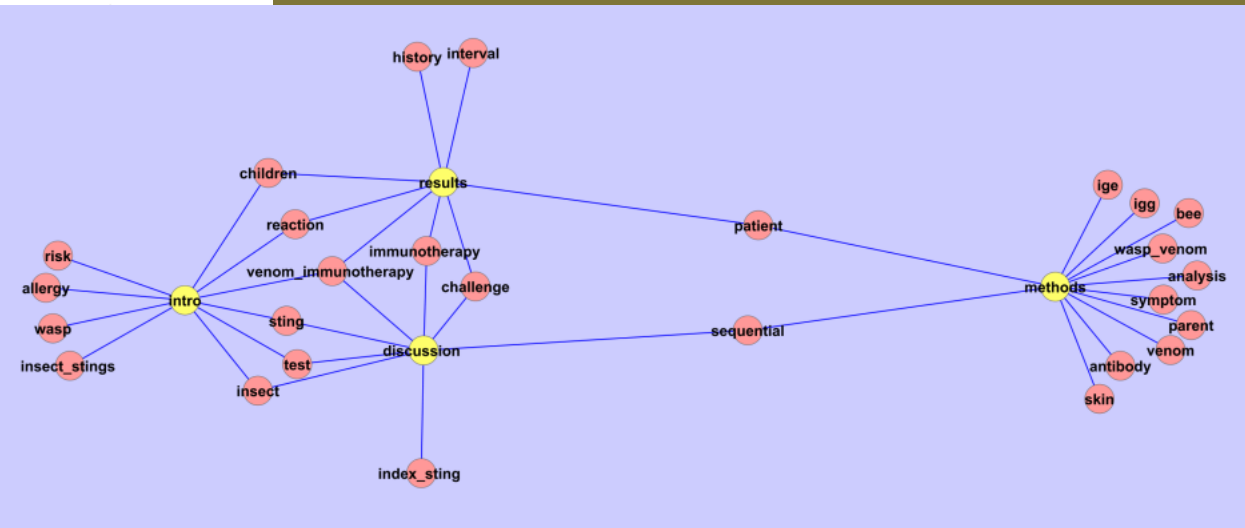 history
interval
children
results
ige
igg
bee
reaction
patient
immunotherapy
wasp_venom
risk
venom_immunotherapy
analysis
allergy
challenge
methods
intro
symptom
wasp
sting
sequential
parent
discussion
venom
insect_stings
test
antibody
insect
skin
index_sting